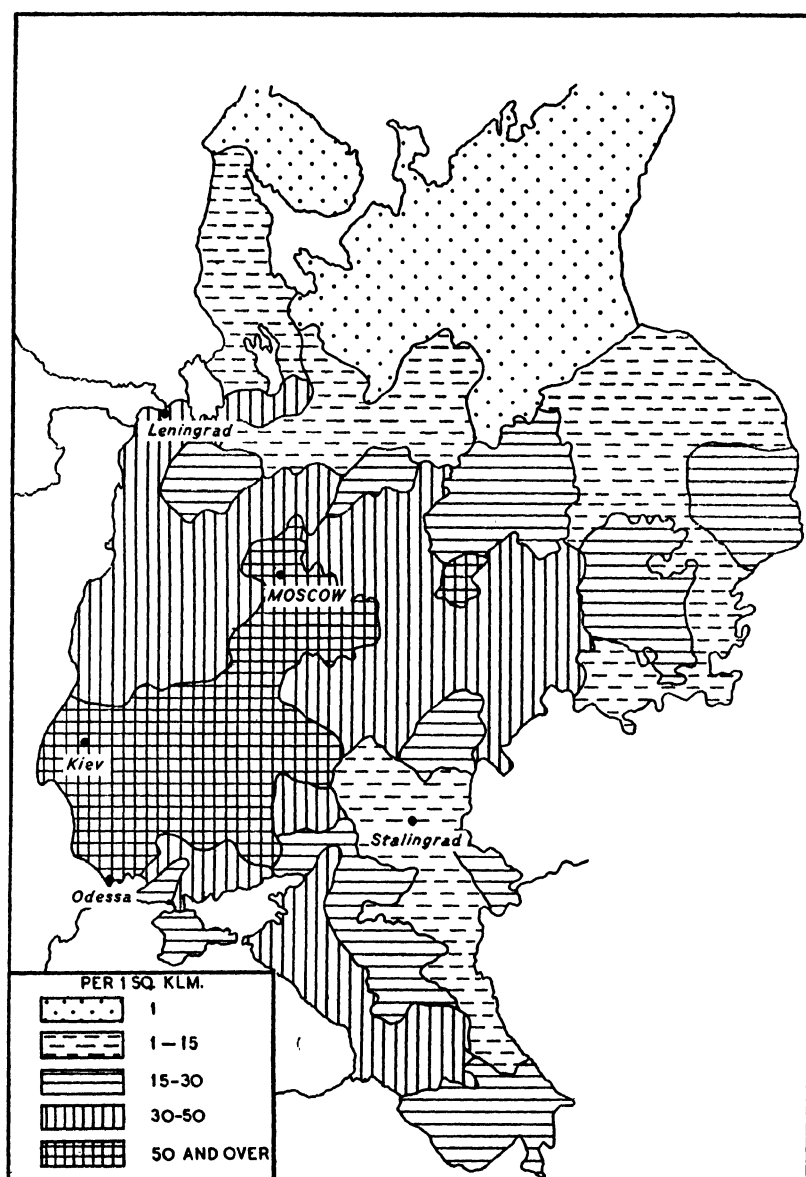 Leningrad
MOSCOW
Kiev
Stalingrad
Odessa
PER 1 SQ. KLM.
1
1-15
15-30
30-50
50 AND OVER